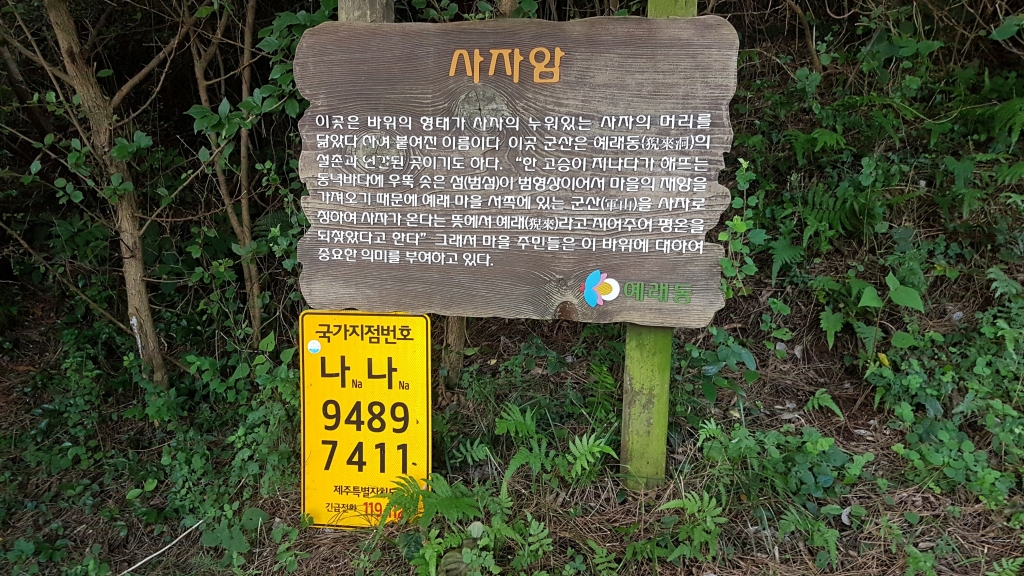 사자암
이곳은 바위의 형태가 사자의 누워있는 사자의 머리를
닮았다 하여 붙여진 이름이다 이곳 군산은 예래동(猊來洞)의
설촌과 연관된 곳이기도 하다. “한 고승이 지나다가 해뜨는
동녘바다에 우뚝 솟은 섬(범섬)이 범형상이어서 마을의 재앙을
가져오기 때문에 예래 마을 서쪽에 있는 군산(軍山)을 사자로
칭하여 사자가 온다는 뜻에서 예래(猊來)라고 지어주어 평온을
되찾았다고 한다” 그래서 마을 주민들은 이 바위에 대하여
중요한 의미를 부여하고 있다.
예래동
국가지점번호
나 Na 나 Na
9489
7411
제주특별자치도
긴급전화 119